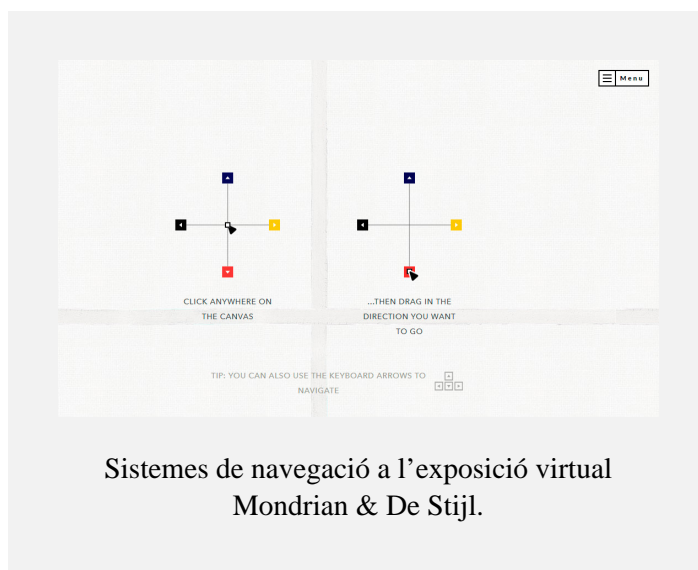 Menu
CLICK ANYWHERE ON
THE CANVAS
...THEN DRAG IN THE
DIRECTION YOU WANT
TO GO
TIP: YOU CAN ALSO USE THE KEYBOARD ARROWS TO
NAVIGATE
Sistemes de navegació a l’exposició virtual
Mondrian & De Stijl.